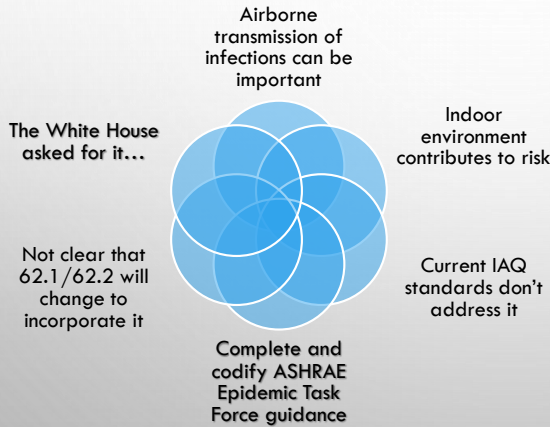 Airborne
transmission of
infections can be
important
Indoor
environment
contributes to risk
Current IAQ
standards don't
address it
Complete and
codify ASHRAE
Epidemic Task
Force guidance
Not clear that
62.1/62.2 will
change to
incorporate it
The White House
asked for it...